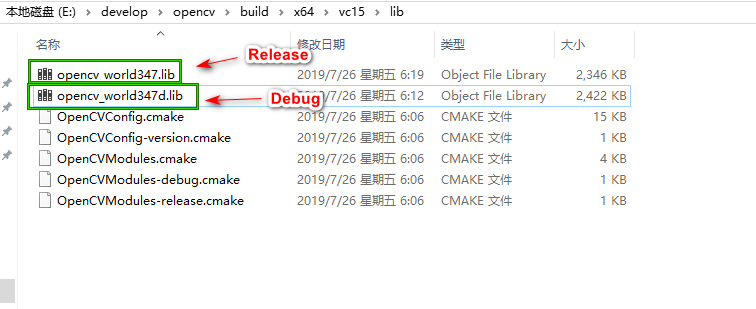 本地磁盘 (E:) > develop > opencv > build > x64 > vc15 > lib
名称 修改日期 类型 大小
Release
opencv_world347.lib 2019/7/26 星期五 6:19 Object File Library 2,346 KB
opencv_world347d.lib 2019/7/26 星期五 6:12 Object File Library 2,422 KB
Debug
OpenCVConfig.cmake 2019/7/26 星期五 6:06 CMAKE 文件 15 KB
OpenCVConfig-version.cmake 2019/7/26 星期五 6:06 CMAKE 文件 1 KB
OpenCVModules.cmake 2019/7/26 星期五 6:06 CMAKE 文件 4 KB
OpenCVModules-debug.cmake 2019/7/26 星期五 6:06 CMAKE 文件 1 KB
OpenCVModules-release.cmake 2019/7/26 星期五 6:06 CMAKE 文件 1 KB